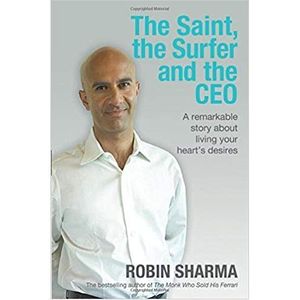 The Saint,
the Surfer
and the
CEO
A remarkable
story about
living your
heart's desires
ROBIN SHARMA
The bestselling author of The Monk Who Sold His Ferrari